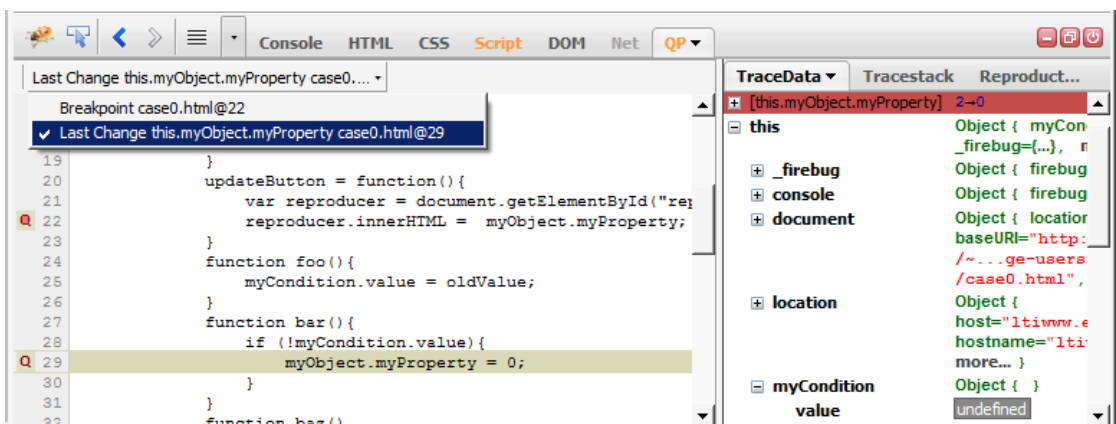 Console HTML CSS Script DOM Net QP
Last Change this.myObject.myProperty case0.... 
Breakpoint case0.html@22
Last Change this.myObject.myProperty case0.html@29
19 }
20 updateButton = function(){
21 var reproducer = document.getElementById("rep
22 reproducer.innerHTML = myObject.myProperty;
23 }
24 function foo(){
25 myCondition.value = oldValue;
26 }
27 function bar(){
28 if (!myCondition.value){
Q 29 myObject.myProperty = 0;
30 }
31 }
32 function baz()
TraceData Tracestack Reproduct...
[this.myObject.myProperty] 2→0
this Object { myCon
_firebug={...}, m
_firebug Object { firebug
console Object { firebug
document Object { location
baseURI="http:
/~...ge-users
/case0.html",
location Object {
host="ltiwww.e
hostname="lti
more... }
myCondition Object { }
value undefined